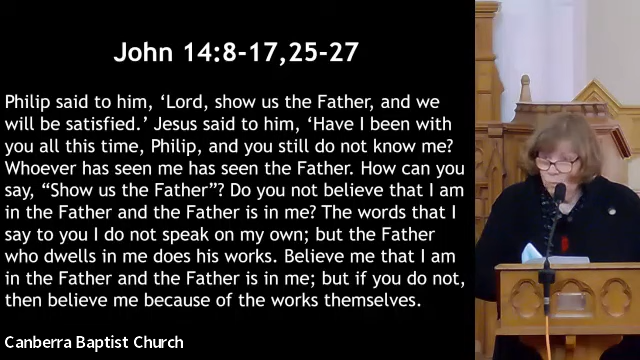 John 14:8-17,25-27
Philip said to him, ‘Lord, show us the Father, and we
will be satisfied.’ Jesus said to him, ‘Have I been with
you all this time, Philip, and you still do not know me?
Whoever has seen me has seen the Father. How can you
say, “Show us the Father”? Do you not believe that I am
in the Father and the Father is in me? The words that I
say to you I do not speak on my own; but the Father
who dwells in me does his works. Believe me that I am
in the Father and the Father is in me; but if you do not,
then believe me because of the works themselves.
Canberra Baptist Church